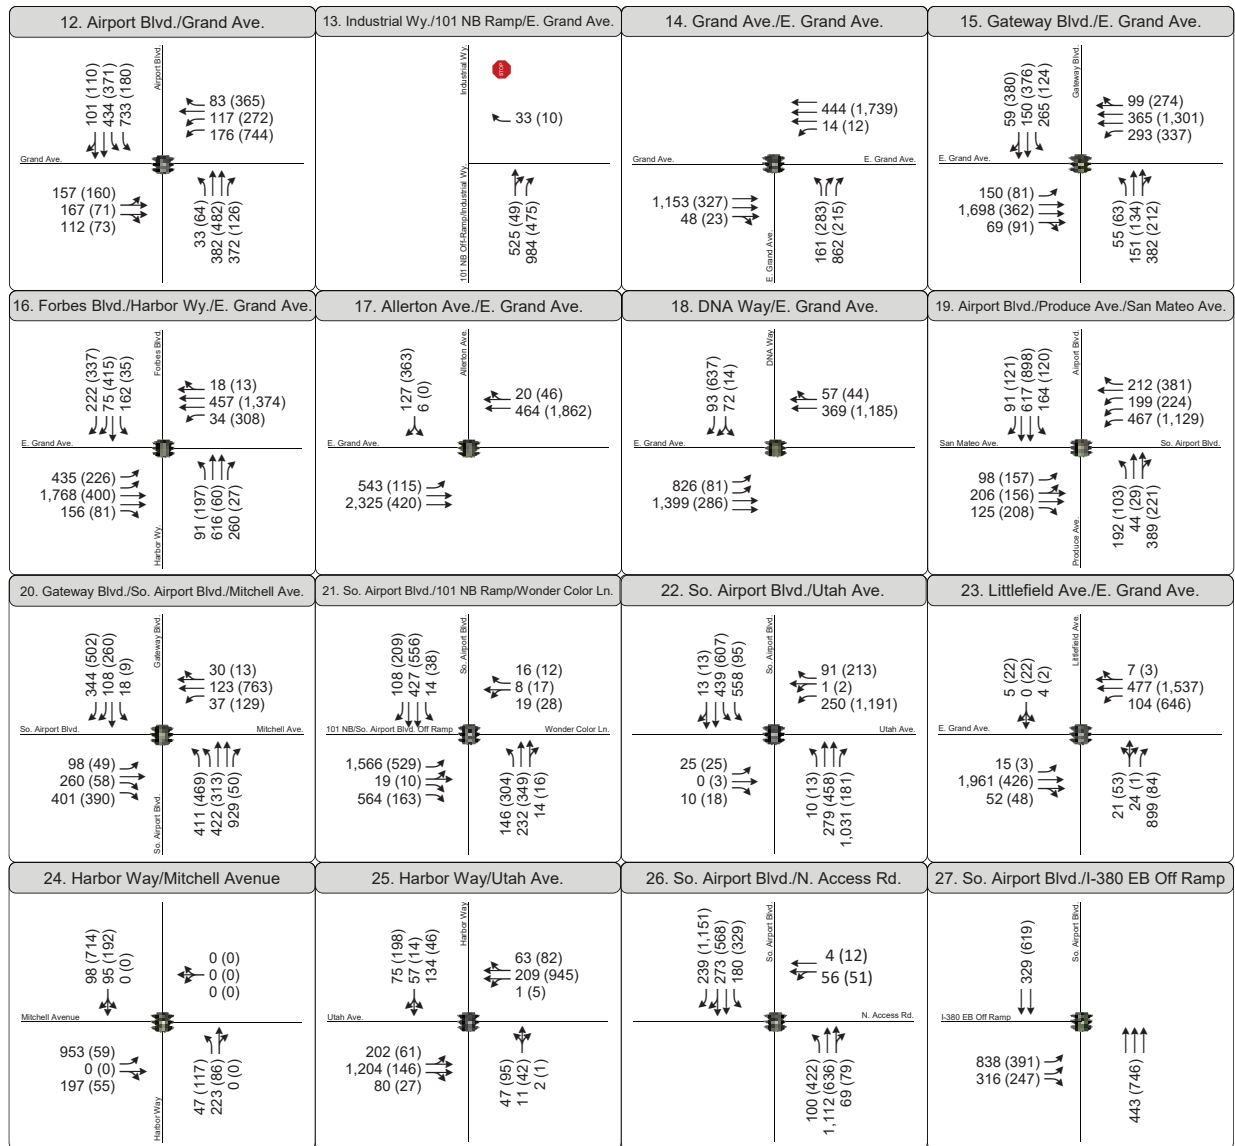 12. Airport Blvd./Grand Ave.
Airport Blvd.
101 (110)
434 (371)
733 (180)
83 (365)
117 (272)
176 (744)
Grand Ave.
157 (160)
167 (71)
112 (73)
33 (64)
382 (482)
372 (126)
13. Industrial Wy./101 NB Ramp/E. Grand Ave.
Industrial Wy.
STOP
33 (10)
101 NB Off-Ramp/Industrial Wy.
525 (49)
984 (475)
14. Grand Ave./E. Grand Ave.
444 (1,739)
14 (12)
Grand Ave.
E. Grand Ave.
1,153 (327)
48 (23)
E. Grand Ave.
161 (283)
862 (215)
15. Gateway Blvd./E. Grand Ave.
Gateway Blvd.
59 (380)
150 (376)
265 (124)
99 (274)
365 (1,301)
293 (337)
E. Grand Ave.
150 (81)
1,698 (362)
69 (91)
55 (63)
151 (134)
382 (212)
16. Forbes Blvd./Harbor Wy./E. Grand Ave.
Forbes Blvd.
222 (337)
75 (415)
162 (35)
18 (13)
457 (1,374)
34 (308)
E. Grand Ave.
435 (226)
1,768 (400)
156 (81)
Harbor Wy.
91 (197)
616 (60)
260 (27)
17. Allerton Ave./E. Grand Ave.
Allerton Ave.
127 (363)
6 (0)
20 (46)
464 (1,862)
E. Grand Ave.
543 (115)
2,325 (420)
18. DNA Way/E. Grand Ave.
DNA Way
93 (637)
72 (14)
57 (44)
369 (1,185)
E. Grand Ave.
826 (81)
1,399 (286)
19. Airport Blvd./Produce Ave./San Mateo Ave.
Airport Blvd.
91 (121)
617 (898)
164 (120)
212 (381)
199 (224)
467 (1,129)
San Mateo Ave.
So. Airport Blvd.
98 (157)
206 (156)
125 (208)
Produce Ave.
192 (103)
44 (29)
389 (221)
20. Gateway Blvd./So. Airport Blvd./Mitchell Ave.
Gateway Blvd.
344 (502)
108 (260)
18 (9)
30 (13)
123 (763)
37 (129)
So. Airport Blvd.
Mitchell Ave.
98 (49)
260 (58)
401 (390)
So. Airport Blvd.
411 (469)
422 (313)
929 (50)
21. So. Airport Blvd./101 NB Ramp/Wonder Color Ln.
So. Airport Blvd.
108 (209)
427 (556)
14 (38)
16 (12)
8 (17)
19 (28)
101 NB/So. Airport Blvd. Off Ramp
Wonder Color Ln.
1,566 (529)
19 (10)
564 (163)
146 (304)
232 (349)
14 (16)
22. So. Airport Blvd./Utah Ave.
So. Airport Blvd.
13 (13)
439 (607)
558 (95)
91 (213)
1 (2)
250 (1,191)
Utah Ave.
25 (25)
0 (3)
10 (18)
10 (13)
279 (458)
1,031 (181)
23. Littlefield Ave./E. Grand Ave.
Littlefield Ave.
5 (22)
0 (22)
4 (2)
7 (3)
477 (1,537)
104 (646)
E. Grand Ave.
15 (3)
1,961 (426)
52 (48)
21 (53)
24 (1)
899 (84)
24. Harbor Way/Mitchell Avenue
98 (714)
95 (192)
0 (0)
0 (0)
0 (0)
0 (0)
Mitchell Avenue
953 (59)
0 (0)
197 (55)
Harbor Way
47 (117)
223 (86)
0 (0)
25. Harbor Way/Utah Ave.
Harbor Way
75 (198)
57 (14)
134 (46)
63 (82)
209 (945)
1 (5)
Utah Ave.
202 (61)
1,204 (146)
80 (27)
47 (95)
11 (42)
2 (1)
26. So. Airport Blvd./N. Access Rd.
So. Airport Blvd.
239 (1,151)
273 (568)
180 (329)
4 (12)
56 (51)
N. Access Rd.
100 (422)
1,112 (636)
69 (79)
27. So. Airport Blvd./I-380 EB Off Ramp
So. Airport Blvd.
329 (619)
I-380 EB Off Ramp
838 (391)
316 (247)
443 (746)